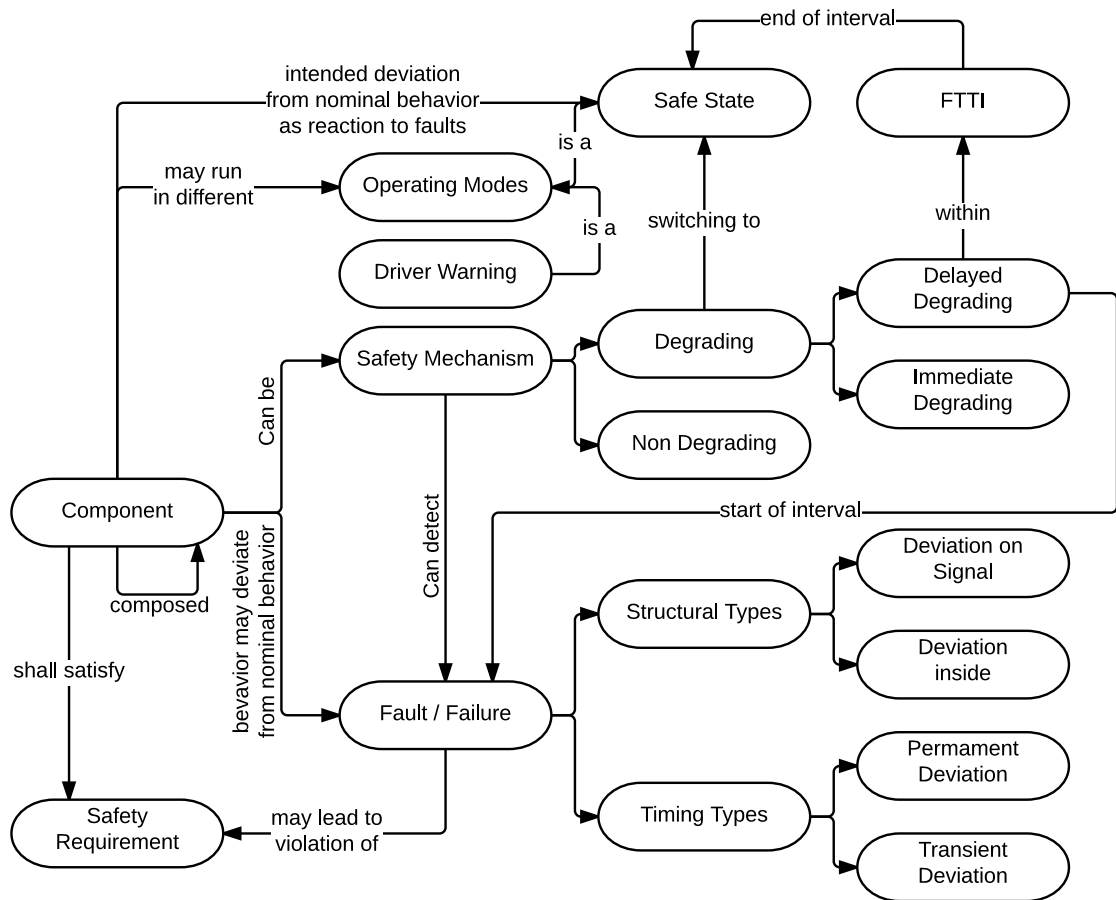 end of interval
intended deviation
from nominal behavior
as reaction to faults
Safe State
FTTI
is a
may run
in different
Operating Modes
switching to
within
is a
Driver Warning
Delayed
Degrading
Safety Mechanism
Degrading
Immediate
Degrading
Can be
Non Degrading
Component
start of interval
Can detect
bevavior may deviate
from nominal behavior
Deviation on
Signal
composed
Structural Types
shall satisfy
Deviation
inside
Fault / Failure
Permament
Deviation
Safety
Requirement
may lead to
violation of
Timing Types
Transient
Deviation